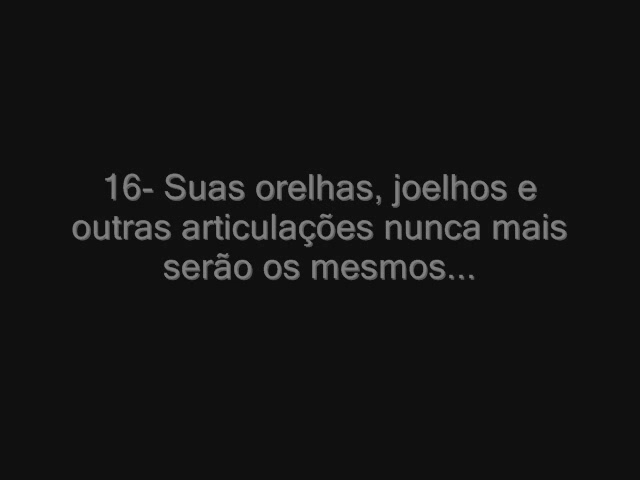 16- Suas orelhas, joelhos e
outras articulações nunca mais
serão os mesmos...